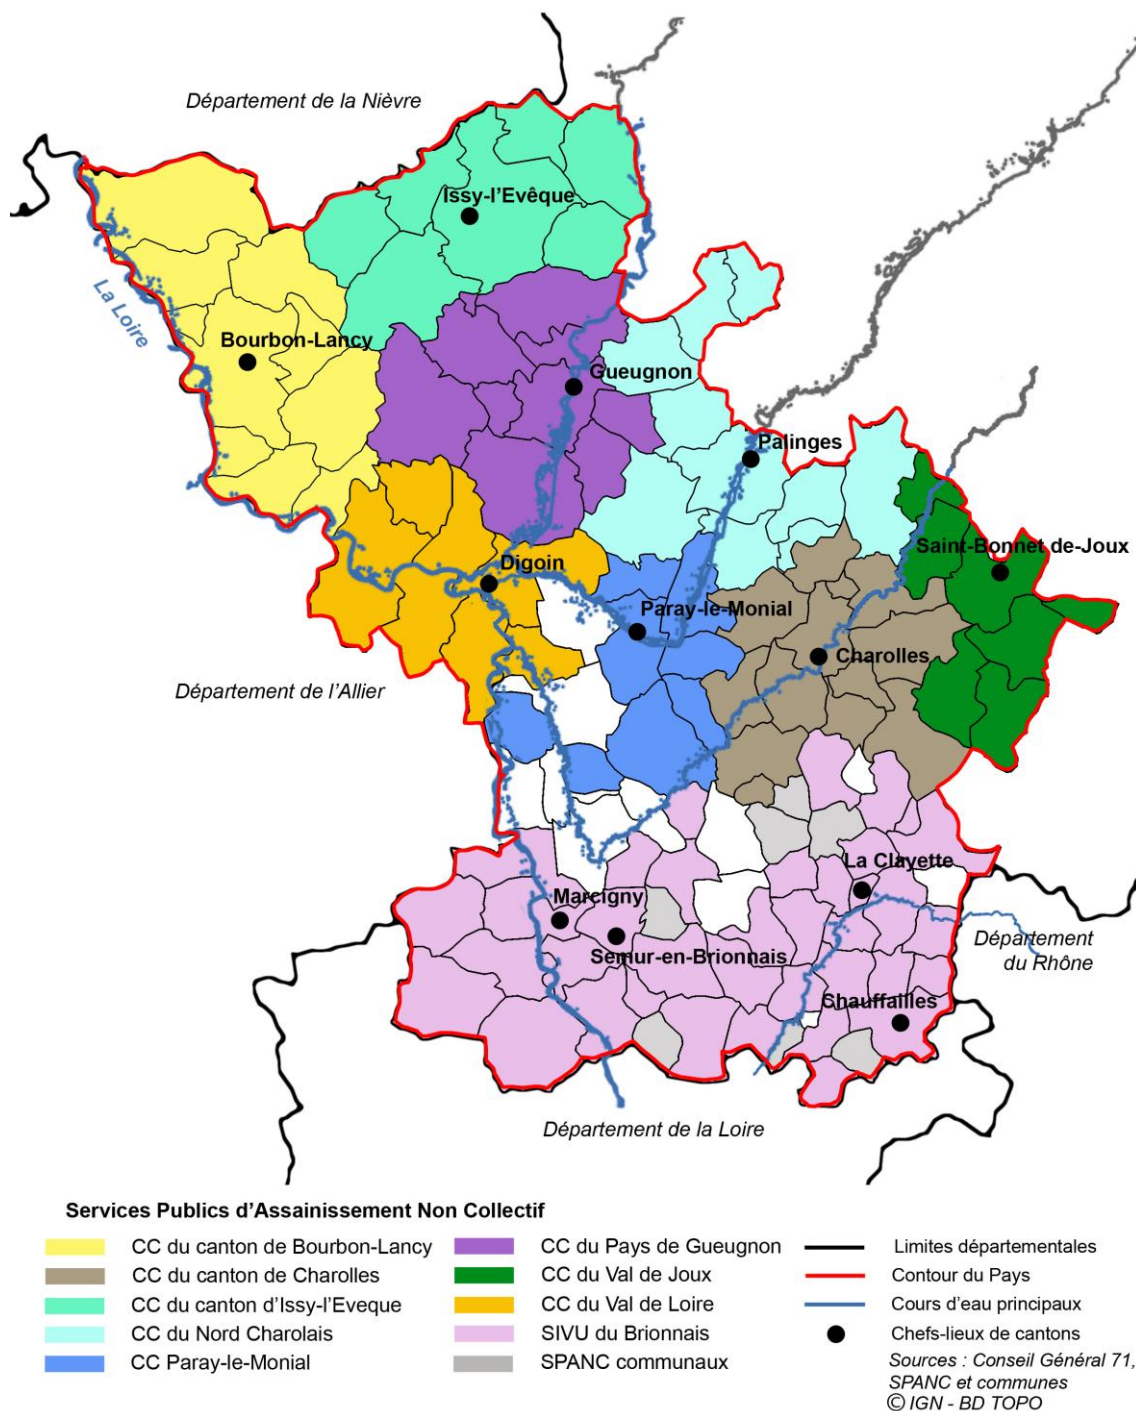 Département de la Nièvre
Issy-l'Evêque
La Loire
Bourbon-Lancy
Gueugnon
Palinges
Saint-Bonnet de-Joux
Digoin
Paray-le-Monial
Charolles
Département de l'Allier
La Clayette
Marcigny
Semur-en-Brionnais
Département
du Rhône
Chauffailles
Département de la Loire
Services Publics d'Assainissement Non Collectif
CC du canton de Bourbon-Lancy
CC du canton de Charolles
CC du canton d'Issy-l'Eveque
CC du Nord Charolais
CC Paray-le-Monial
CC du Pays de Gueugnon
CC du Val de Joux
CC du Val de Loire
SIVU du Brionnais
SPANC communaux
Limites départementales
Contour du Pays
Cours d'eau principaux
Chefs-lieux de cantons
Sources : Conseil Général 71,
SPANC et communes
© IGN - BD TOPO